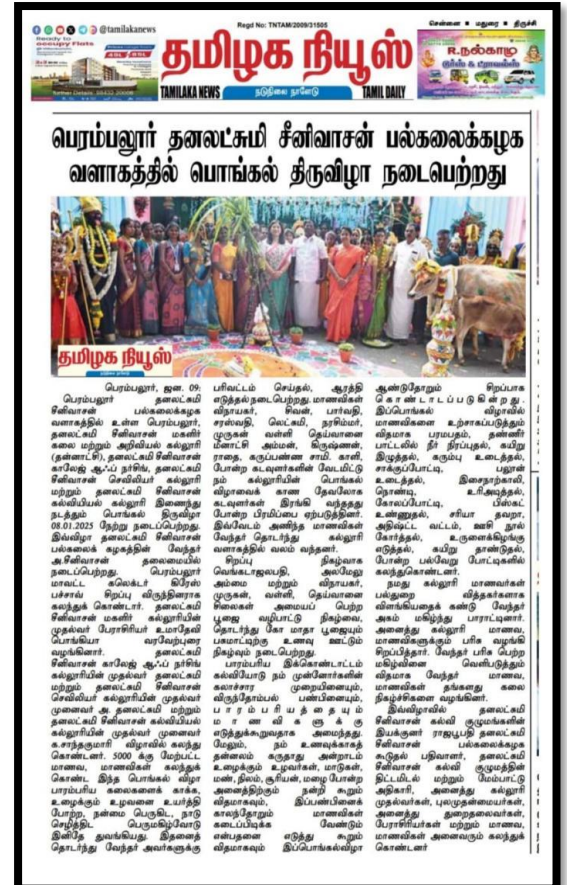 @tamilakanews
Regd No: TNTAM/2009/31505
சென்னை ■ மதுரை ■ திருச்சி
Ready to
occupy Flats
தமிழக நியூஸ்
R.நல்காடி
டூர்ஸ் & ட்ராவல்ஸ்
TAMILAKA NEWS
நடுநிலை நாளேடு
TAMIL DAILY
பெரம்பலூர் தனலட்சுமி சீனிவாசன் பல்கலைக்கழக
வளாகத்தில் பொங்கல் திருவிழா நடைபெற்றது
தமிழக நியூஸ்
பெரம்பலூர், ஜன. 09:
பெரம்பலூர் தனலட்சுமி
சீனிவாசன் பல்கலைக்கழக
வளாகத்தில் உள்ள பெரம்பலூர்,
தனலட்சுமி சீனிவாசன் மகளிர்
கலை மற்றும் அறிவியல் கல்லூரி
(தன்னாட்சி), தனலட்சுமி சீனிவாசன்
காலேஜ் ஆஃப் நர்சிங், தனலட்சுமி
சீனிவாசன் செவிலியர் கல்லூரி
மற்றும் தனலட்சுமி சீனிவாசன்
கல்வியியல் கல்லூரி இணைந்து
நடத்தும் பொங்கல் திருவிழா
08.01.2025 நேற்று நடைப்பெற்றது.
இவ்விழா தனலட்சுமி சீனிவாசன்
பல்கலைக் கழகத்தின் வேந்தர்
அ.சீனிவாசன் தலைமையில்
நடைப்பெற்றது. பெரம்பலூர்
மாவட்ட கலெக்டர் கிரேஸ்
பச்சாவ் சிறப்பு விருந்தினராக
கலந்துக் கொண்டார். தனலட்சுமி
சீனிவாசன் மகளிர் கல்லூரியின்
முதல்வர் பேராசிரியர் உமாதேவி
பொங்கியா வரவேற்புரை
வழங்கினார். தனலட்சுமி
சீனிவாசன் காலேஜ் ஆஃப் நர்சிங்
கல்லூரியின் முதல்வர் தனலட்சுமி
மற்றும் தனலட்சுமி சீனிவாசன்
செவிலியர் கல்லூரியின் முதல்வர்
முனைவர் அ. தனலட்சுமி மற்றும்
தனலட்சுமி சீனிவாசன் கல்வியியல்
கல்லூரியின் முதல்வர் முனைவர்
க.சாந்தகுமாரி விழாவில் கலந்து
கொண்டனர். 5000 க்கு மேற்பட்ட
மாணவ, மாணவிகள் கலந்துக்
கொண்ட இந்த பொங்கல் விழா
பாரம்பரிய கலைகளைக் காக்க,
உழைக்கும் உழவனை உயர்த்தி
போற்ற, நன்மை பெருகிட, நாடு
செழித்திட பெருமகிழ்வோடு
இனிதே துவங்கியது. இதனைத்
தொடர்ந்து வேந்தர் அவர்களுக்கு
பரிவட்டம் செய்தல், ஆரத்தி
எடுத்தல் நடைபெற்றது. மாணவிகள்
விநாயகர், சிவன், பார்வதி,
சரஸ்வதி, லெட்சுமி, நரசிம்மர்,
முருகன் வள்ளி தெய்வானை
மீனாட்சி அம்மன், கிருஷ்ணன்,
ராதை, கருப்பண்ண சாமி. காளி,
போன்ற கடவுளர்களின் வேடமிட்டு
நம் கல்லூரியின் பொங்கல்
விழாவைக் காண தேவலோக
கடவுளர்கள் இரங்கி வந்ததது
போன்ற பிரமிப்பை ஏற்படுத்தினர்.
இவ்வேடம் அணிந்த மாணவிகள்
வேந்தர் தொடர்ந்து கல்லூரி
வளாகத்தில் வலம் வந்தனர்.
சிறப்பு நிகழ்வாக
வெங்கடாஜலபதி, அலமேலு
அம்மை மற்றும் விநாயகர்,
முருகன், வள்ளி, தெய்வானை
சிலைகள் அமையப் பெற்ற
பூஜை வழிபாட்டு நிகழ்வை,
தொடர்ந்து கோ மாதா பூஜையும்
பசுமாட்டிற்கு உணவு ஊட்டும்
நிகழ்வும் நடைபெற்றது.
பாரம்பரிய இக்கொண்டாட்டம்
கல்வியோடு நம் முன்னோர்களின்
கலாச்சார முறையினையும்,
விருந்தோம்பல் பண்பினையும்,
பாரம்பரியத்தையும்
மாணவிகளுக்கு
எடுத்துக்கூறுவதாக அமைந்தது.
மேலும், நம் உணவுக்காகத்
தன்னலம் கருதாது அன்றாடம்
உழைக்கும் உழவர்கள், மாடுகள்,
மண், நிலம், சூரியன், மழை போன்ற
அனைத்திற்கும் நன்றி கூறும்
விதமாகவும், இப்பண்பினைக்
காலந்தோறும் மாணவிகள்
கடைப்பிடிக்க வேண்டும்
என்பதனை எடுத்து கூறும்
விதமாகவும் இப்பொங்கல்விழா
ஆண்டுதோறும் சிறப்பாக
கொண்டாடப்படுகின்றது.
இப்பொங்கல் விழாவில்
மாணவிகளை உற்சாகப்படுத்தும்
விதமாக பரமபதம், தண்ணீர்
பாட்டலில் நீர் நிரப்புதல், கயிறு
இழுத்தல், கரும்பு உடைத்தல்,
சாக்குப்போட்டி, பலூன்
உடைத்தல், இசைநாற்காலி,
நொண்டி, உரிஅடித்தல்,
கோலப்போட்டி, பிஸ்கட்
உண்ணுதல், சரியா தவறா,
அதிஷ்ட வட்டம், ஊசி நூல்
கோர்த்தல், உருளைக்கிழங்கு
எடுத்தல், கயிறு தாண்டுதல்,
போன்ற பல்வேறு போட்டிகளில்
கலந்துகொண்டனர்.
நமது கல்லூரி மாணவர்கள்
பல்துறை வித்தகர்களாக
விளங்கியதைக் கண்டு வேந்தர்
அகம் மகிழ்ந்து பாராட்டினார்.
அனைத்து கல்லூரி மாணவ,
மாணவிகளுக்கும் பரிசு வழங்கி
சிறப்பித்தார். வேந்தர் பரிசு பெற்ற
மகிழ்வினை வெளிபடுத்தும்
விதமாக வேந்தர் மாணவ,
மாணவிகள் தங்களது கலை
நிகழ்ச்சிகளை வழங்கினர்.
இவ்விழாவில் தனலட்சுமி
சீனிவாசன் கல்வி குழுமங்களின்
இயக்குனர் ராஜபூபதி தனலட்சுமி
சீனிவாசன் பல்கலைக்கழக
கூடுதல் பதிவாளர், தனலட்சுமி
சீனிவாசன் கல்வி குழுமத்தின்
திட்டமிடல் மற்றும் மேம்பாட்டு
அதிகாரி, அனைத்து கல்லூரி
முதல்வர்கள், புலமுதன்மையர்கள்,
அனைத்து துறைதலைவர்கள்,
பேராசிரியர்கள் மற்றும் மாணவ,
மாணவிகள் அனைவரும் கலந்துக்
கொண்டனர்